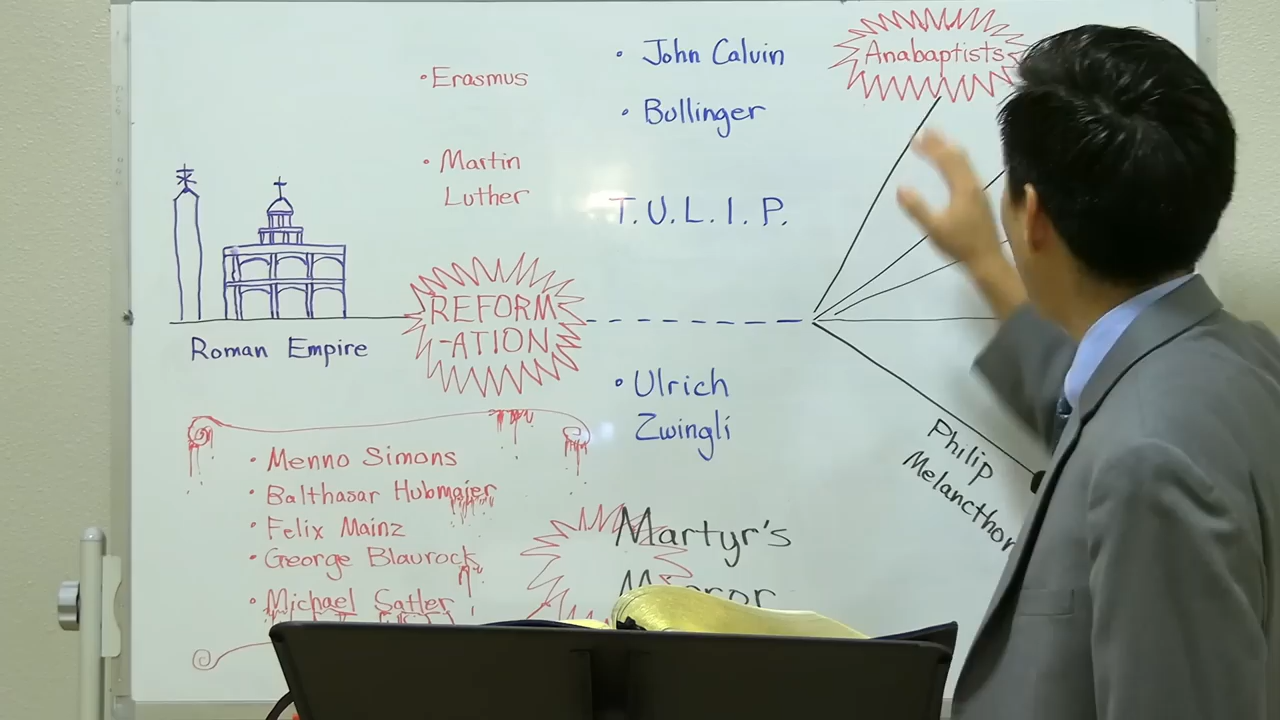 • Erasmus
• Martin
Luther
REFORM
-ATION
Roman Empire
• John Calvin
• Bullinger
T.U.L.I.P.
• Ulrich
Zwingli
Anabaptists
Philip
Melancthon
• Menno Simons
• Balthasar Hubmaier
• Felix Mainz
• George Blaurock
• Michael Satler
Martyr's